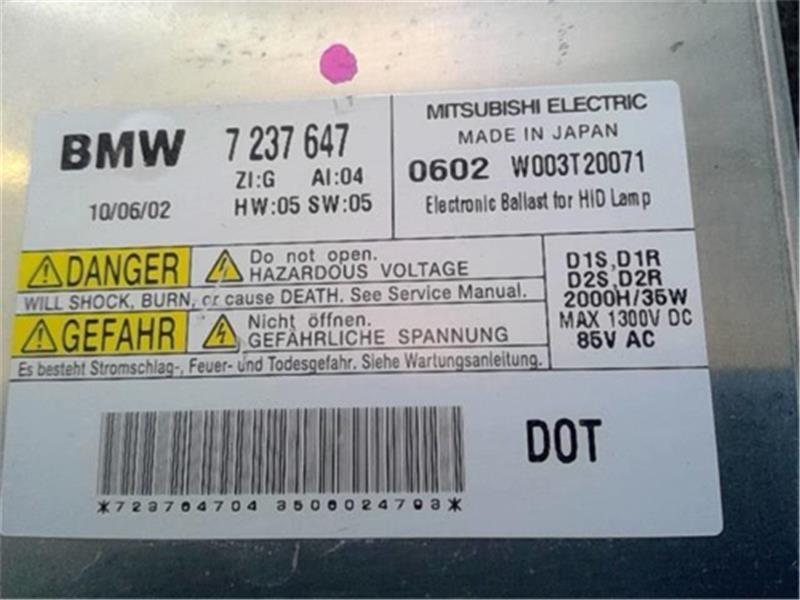 BMW 7 237 647
ZI:G AI:04
10/06/02 HW:05 SW:05
MITSUBISHI ELECTRIC
MADE IN JAPAN
0602 W003T20071
Electronic Ballast for HID Lamp
DANGER Do not open.
HAZARDOUS VOLTAGE
WILL SHOCK, BURN, or cause DEATH. See Service Manual.
GEFAHR Nicht öffnen.
GEFÄHRLICHE SPANNUNG
Es besteht Stromschlag-, Feuer- und Todesgefahr. Siehe Wartungsanleitung.
D1S,D1R
D2S,D2R
2000H/35W
MAX 1300V DC
85V AC
*723764704 3506024793*
DOT